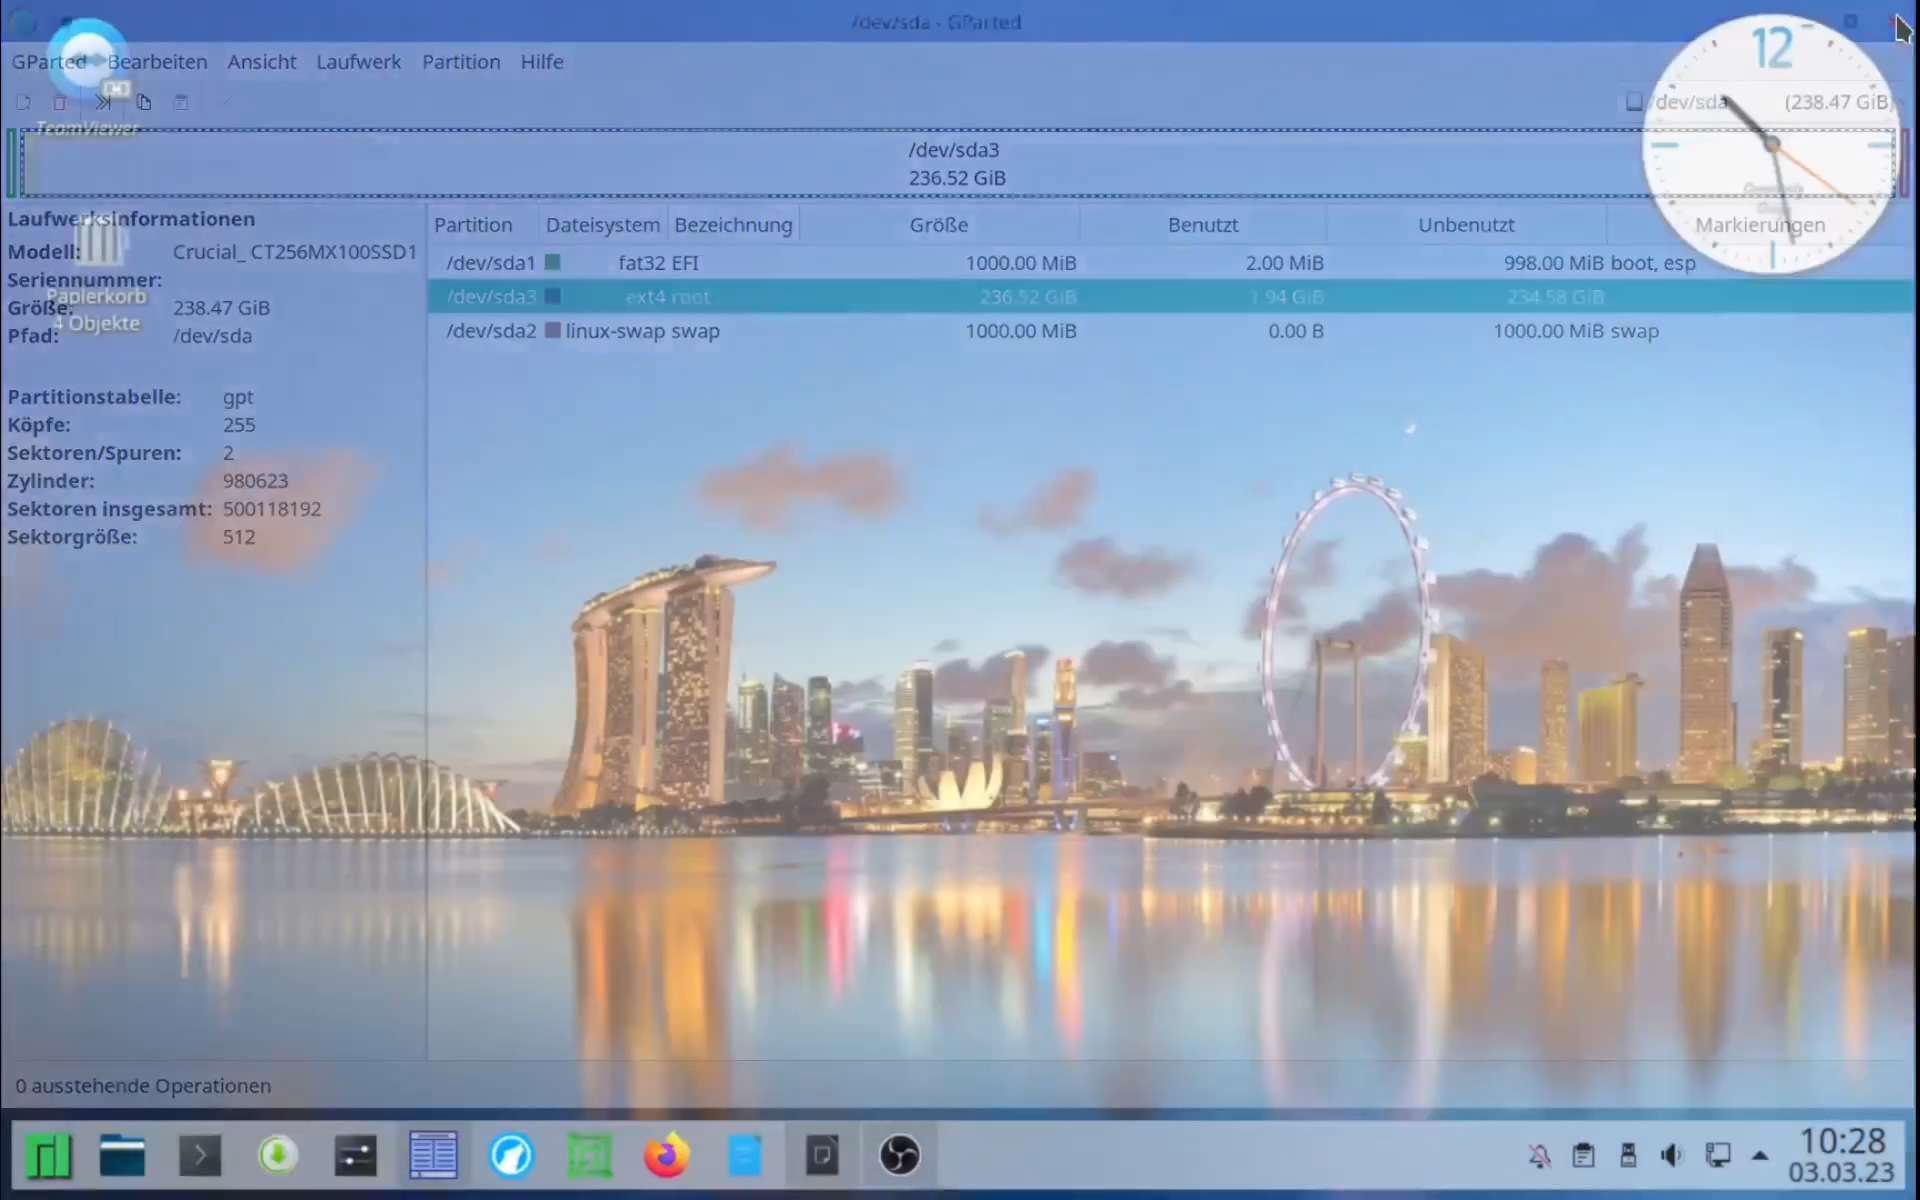 /dev/sda - GParted
GParted Bearbeiten Ansicht Laufwerk Partition Hilfe
/dev/sda (238.47 GiB)
TeamViewer
12
/dev/sda3
236.52 GiB
Laufwerksinformationen
Modell: Crucial_ CT256MX100SSD1
Seriennummer:
Größe: 238.47 GiB
Pfad: /dev/sda
Papierkorb
4 Objekte
Partitionstabelle: gpt
Köpfe: 255
Sektoren/Spuren: 2
Zylinder: 980623
Sektoren insgesamt: 500118192
Sektorgröße: 512
Partition Dateisystem Bezeichnung Größe Benutzt Unbenutzt Markierungen
/dev/sda1 fat32 EFI 1000.00 MiB 2.00 MiB 998.00 MiB boot, esp
/dev/sda3 ext4 root 236.52 GiB 1.94 GiB 234.58 GiB
/dev/sda2 linux-swap swap 1000.00 MiB 0.00 B 1000.00 MiB swap
0 ausstehende Operationen
10:28
03.03.23